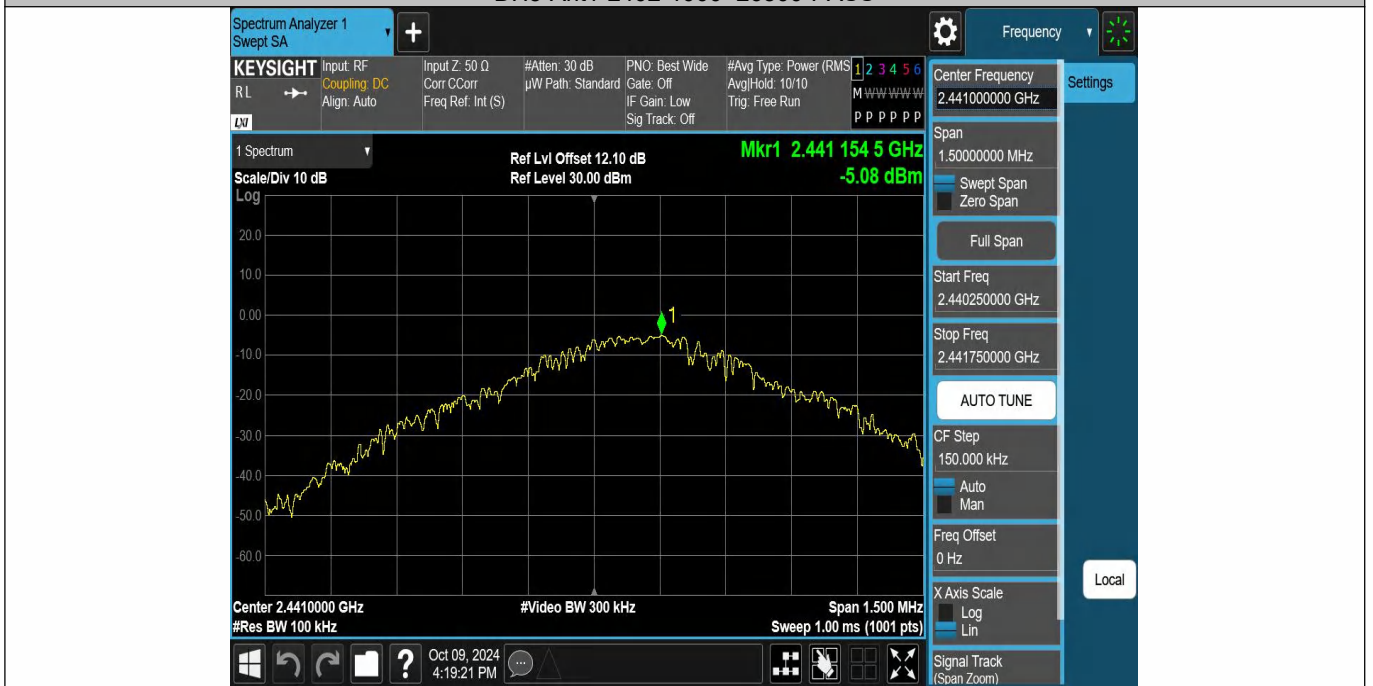 Spectrum Analyzer 1
Swept SA
Frequency
KEYSIGHT
RL
LXI
Input: RF
Coupling: DC
Align: Auto
Input Z: 50 Ω
Corr CCorr
Freq Ref: Int (S)
#Atten: 30 dB
µW Path: Standard
PNO: Best Wide
Gate: Off
IF Gain: Low
Sig Track: Off
#Avg Type: Power (RMS
Avg|Hold: 10/10
Trig: Free Run
1 2 3 4 5 6
M W W W W W
P P P P P P
1 Spectrum
Scale/Div 10 dB
Log
Ref Lvl Offset 12.10 dB
Ref Level 30.00 dBm
Mkr1 2.441 154 5 GHz
-5.08 dBm
20.0
10.0
0.00
-10.0
-20.0
-30.0
-40.0
-50.0
-60.0
1
Center 2.4410000 GHz
#Res BW 100 kHz
#Video BW 300 kHz
Span 1.500 MHz
Sweep 1.00 ms (1001 pts)
Center Frequency
2.441000000 GHz
Settings
Span
1.50000000 MHz
Swept Span
Zero Span
Full Span
Start Freq
2.440250000 GHz
Stop Freq
2.441750000 GHz
AUTO TUNE
CF Step
150.000 kHz
Auto
Man
Freq Offset
0 Hz
X Axis Scale
Log
Lin
Local
Signal Track
(Span Zoom)
?
Oct 09, 2024
4:19:21 PM